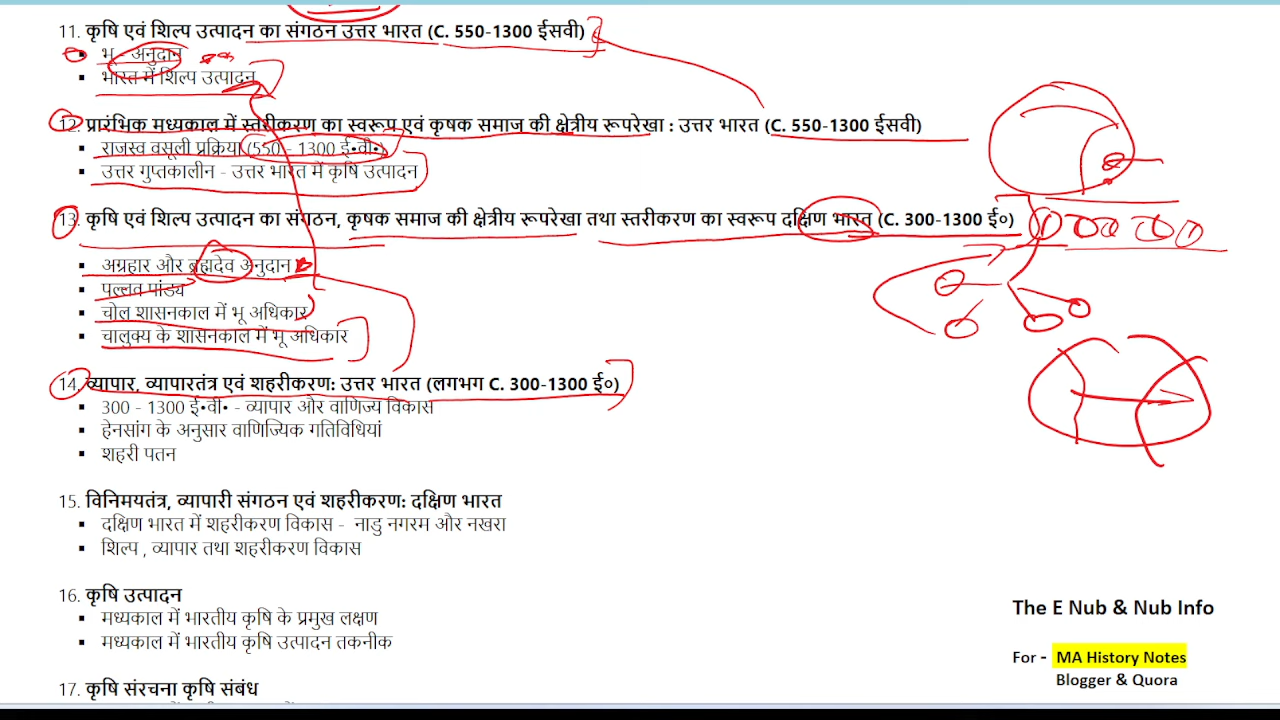 11. कृषि एवं शिल्प उत्पादन का संगठन उत्तर भारत (C. 550-1300 ईसवी)
▪ भू - अनुदान
▪ भारत में शिल्प उत्पादन
12. प्रारंभिक मध्यकाल में स्तरीकरण का स्वरूप एवं कृषक समाज की क्षेत्रीय रूपरेखा : उत्तर भारत (C. 550-1300 ईसवी)
▪ राजस्व वसूली प्रक्रिया (550 - 1300 ई॰वी॰)
▪ उत्तर गुप्तकालीन - उत्तर भारत में कृषि उत्पादन
13. कृषि एवं शिल्प उत्पादन का संगठन, कृषक समाज की क्षेत्रीय रूपरेखा तथा स्तरीकरण का स्वरूप दक्षिण भारत (C. 300-1300 ई०)
▪ अग्रहार और ब्रह्मदेव अनुदान
▪ पल्लव पांड्य
▪ चोल शासनकाल में भू अधिकार
▪ चालुक्य के शासनकाल में भू अधिकार
14. व्यापार, व्यापारतंत्र एवं शहरीकरण: उत्तर भारत (लगभग C. 300-1300 ई०)
▪ 300 - 1300 ई॰वी॰ - व्यापार और वाणिज्य विकास
▪ हेनसांग के अनुसार वाणिज्यिक गतिविधियां
▪ शहरी पतन
15. विनिमयतंत्र, व्यापारी संगठन एवं शहरीकरण: दक्षिण भारत
▪ दक्षिण भारत में शहरीकरण विकास - नाडु नगरम और नखरा
▪ शिल्प , व्यापार तथा शहरीकरण विकास
16. कृषि उत्पादन
▪ मध्यकाल में भारतीय कृषि के प्रमुख लक्षण
▪ मध्यकाल में भारतीय कृषि उत्पादन तकनीक
17. कृषि संरचना कृषि संबंध
The E Nub & Nub Info
For - MA History Notes
Blogger & Quora